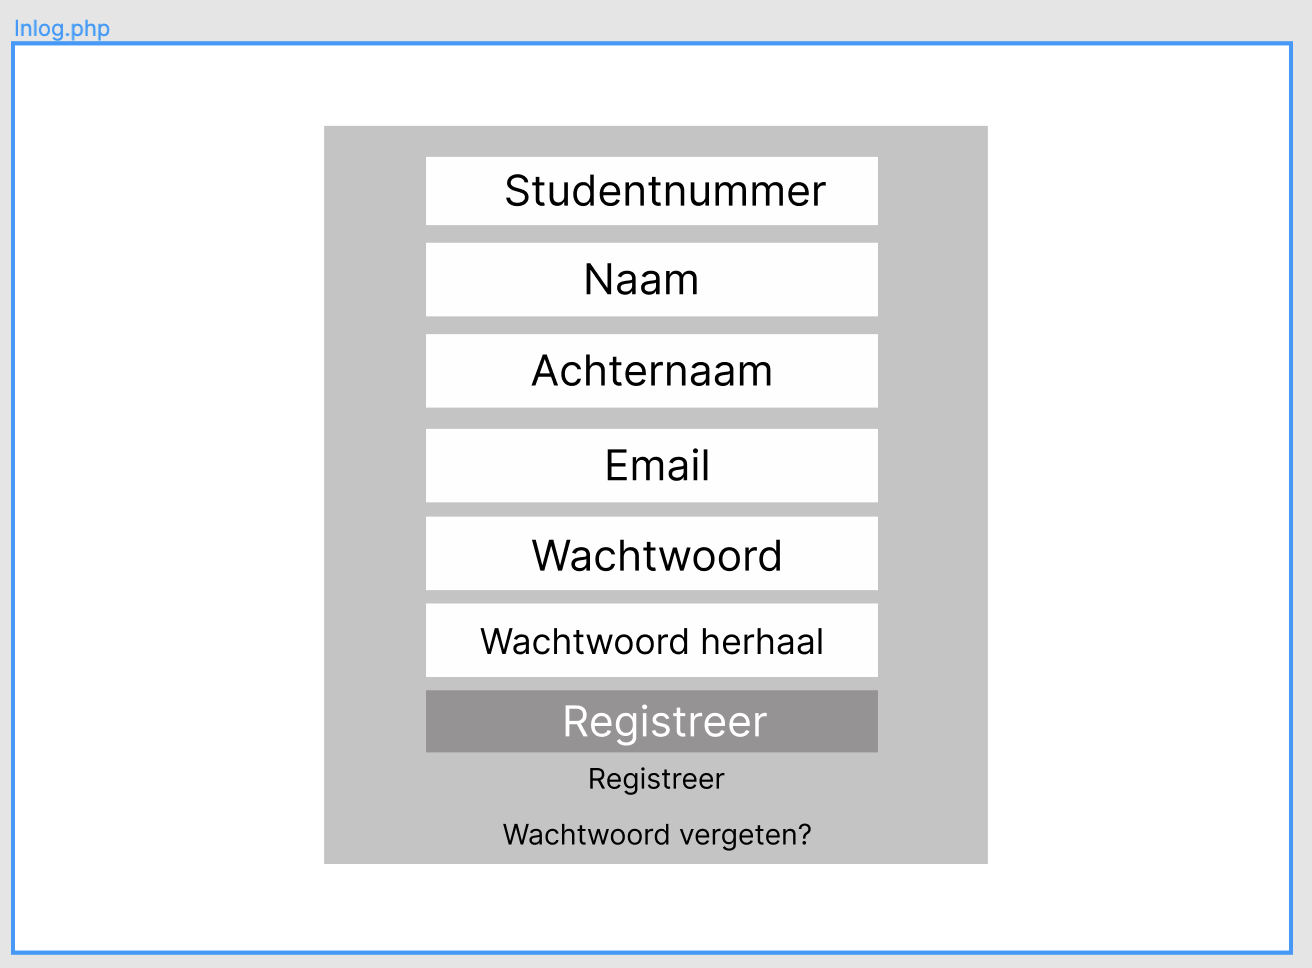 Inlog.php
Studentnummer
Naam
Achternaam
Email
Wachtwoord
Wachtwoord herhaal
Registreer
Registreer
Wachtwoord vergeten?